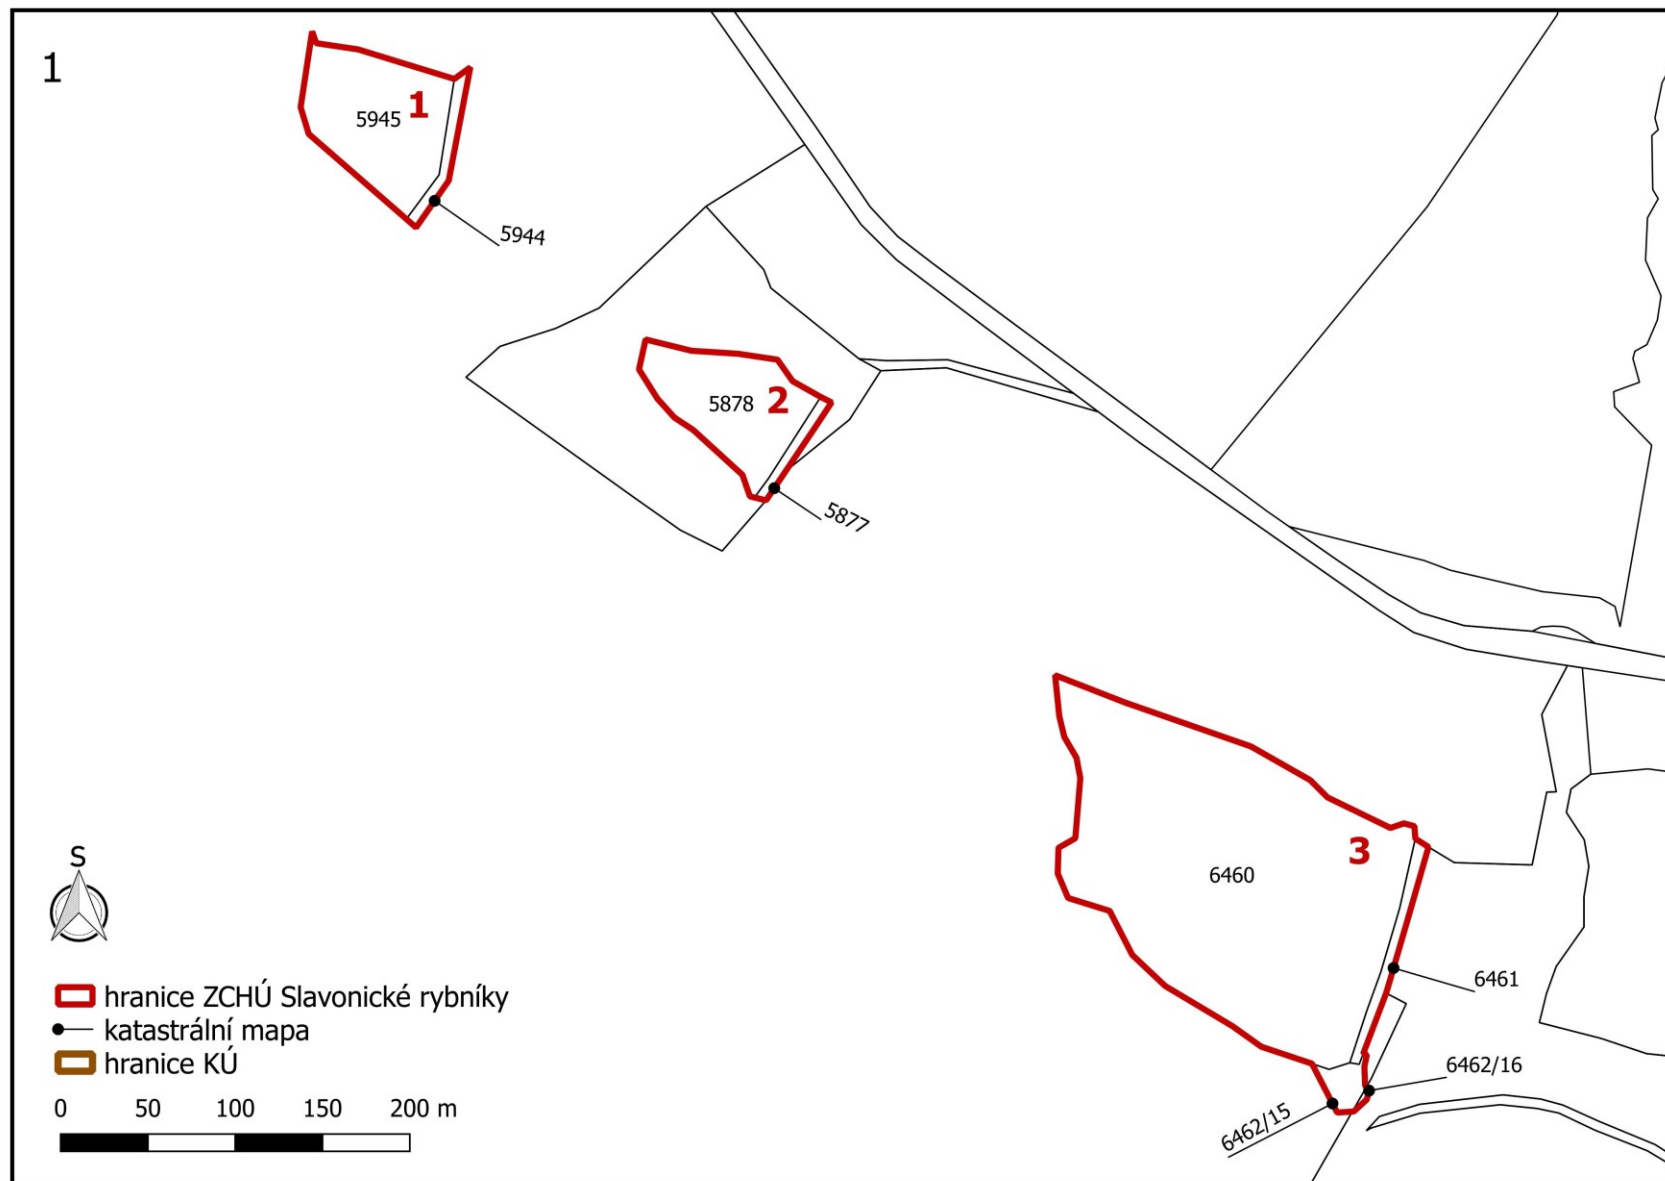 1
5945 1
5944
5878 2
5877
3
6460
6461
6462/16
6462/15
S
hranice ZCHÚ Slavonické rybníky
katastrální mapa
hranice KÚ
0 50 100 150 200 m